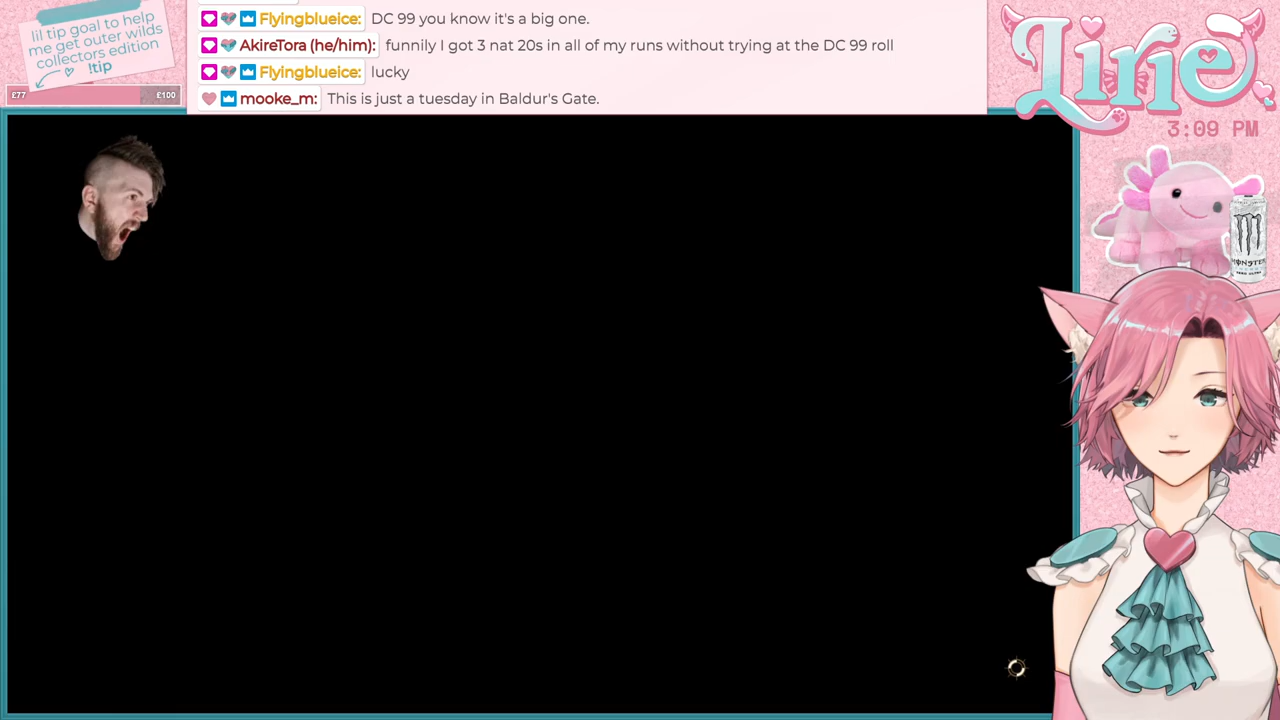 lil tip goal to help
me get outer wilds
collectors edition
!tip
£77
£100
Flyingblueice: DC 99 you know it's a big one.
AkireTora (he/him): funnily I got 3 nat 20s in all of my runs without trying at the DC 99 roll
Flyingblueice: lucky
mooke_m: This is just a tuesday in Baldur's Gate.
Lirie
3:09 PM
MONSTER